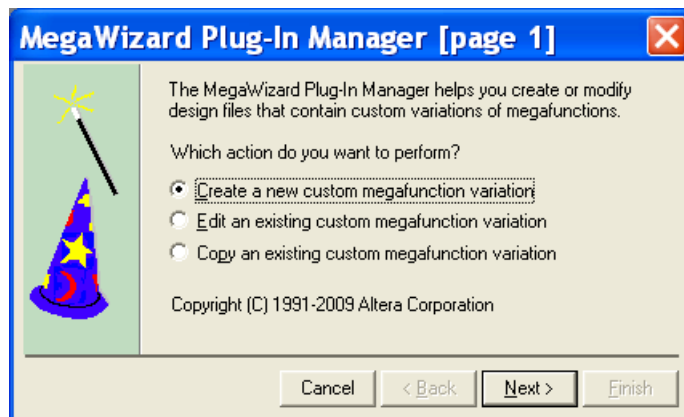 MegaWizard Plug-In Manager [page 1]
The MegaWizard Plug-In Manager helps you create or modify
design files that contain custom variations of megafunctions.
Which action do you want to perform?
Create a new custom megafunction variation
Edit an existing custom megafunction variation
Copy an existing custom megafunction variation
Copyright (C) 1991-2009 Altera Corporation
Cancel < Back Next > Finish